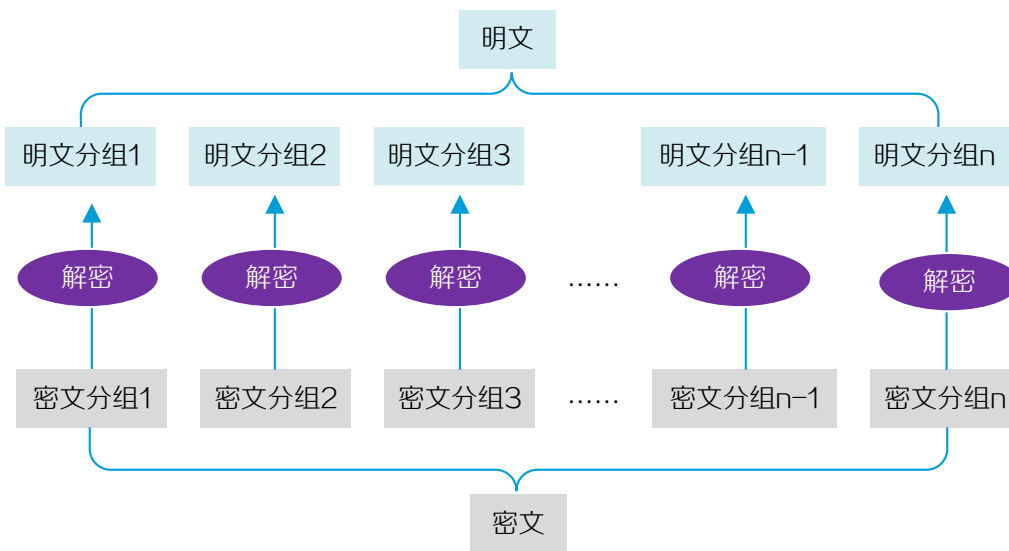 明文
明文分组1 明文分组2 明文分组3 明文分组n-1 明文分组n
解密 解密 解密 …… 解密 解密
密文分组1 密文分组2 密文分组3 …… 密文分组n-1 密文分组n
密文